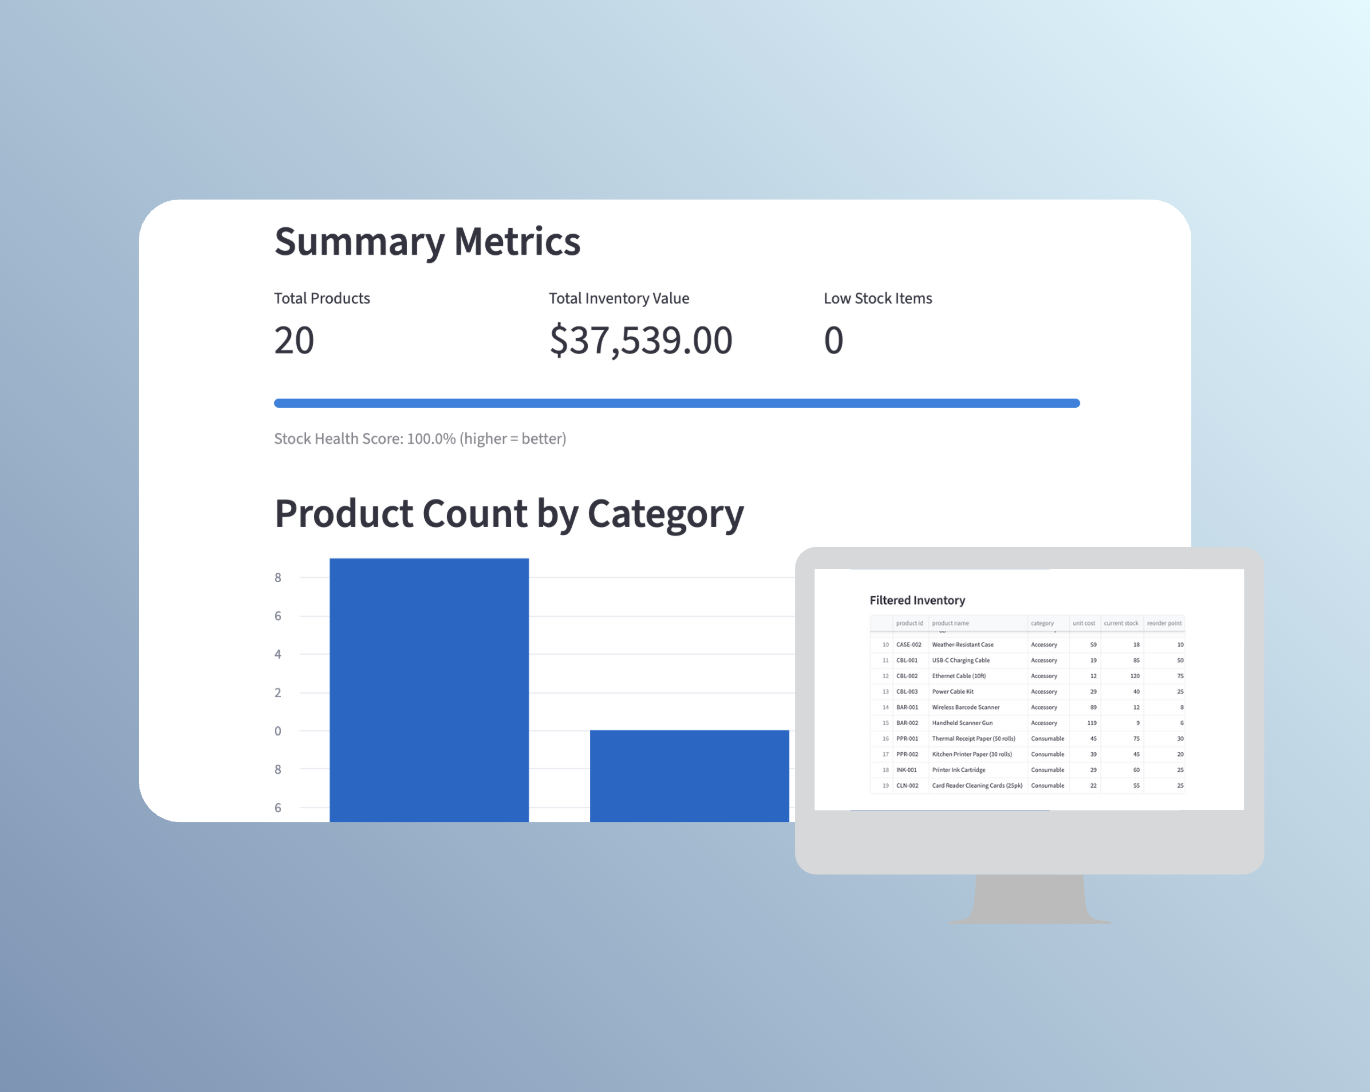 Summary Metrics
Total Products Total Inventory Value Low Stock Items
20 $37,539.00 0
Stock Health Score: 100.0% (higher = better)
Product Count by Category
8
6
4
2
0
8
6
Filtered Inventory
product id product name category unit cost current stock reorder point
10 CASE-002 Weather-Resistant Case Accessory 59 18 10
11 CBL-001 USB-C Charging Cable Accessory 19 85 50
12 CBL-002 Ethernet Cable (10ft) Accessory 12 120 75
13 CBL-003 Power Cable Kit Accessory 29 40 25
14 BAR-001 Wireless Barcode Scanner Accessory 89 12 8
15 BAR-002 Handheld Scanner Gun Accessory 119 9 6
16 PPR-001 Thermal Receipt Paper (50 rolls) Consumable 45 75 30
17 PPR-002 Kitchen Printer Paper (30 rolls) Consumable 39 45 20
18 INK-001 Printer Ink Cartridge Consumable 29 60 25
19 CLN-002 Card Reader Cleaning Cards (25pk) Consumable 22 55 25